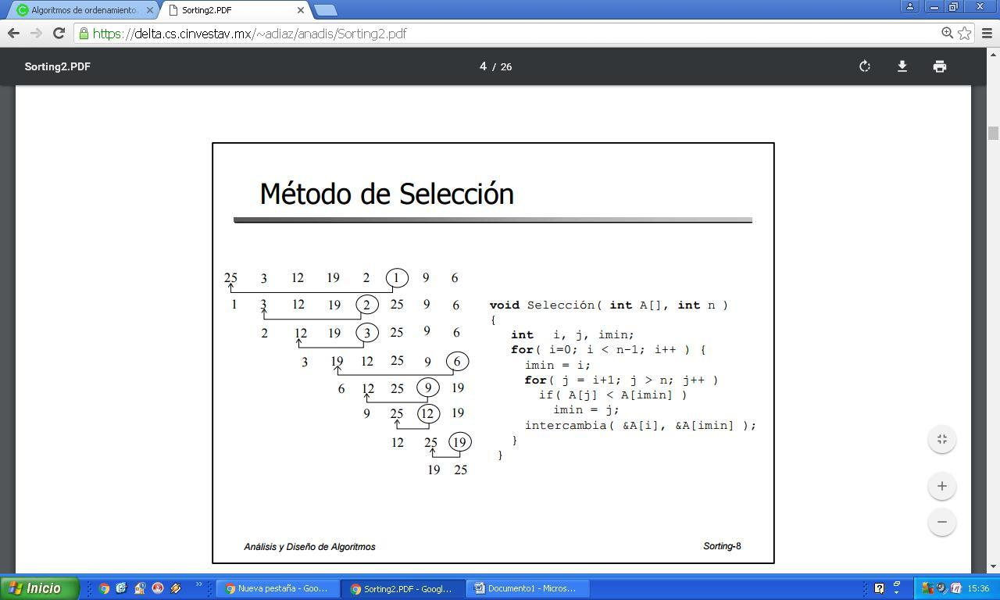 Algoritmos de ordenamiento.
Sorting2.PDF
https://delta.cs.cinvestav.mx/~adiaz/anadis/Sorting2.pdf
Sorting2.PDF
4 / 26
Método de Selección
25 3 12 19 2 1 9 6
1 3 12 19 2 25 9 6
2 12 19 3 25 9 6
3 19 12 25 9 6
6 12 25 9 19
9 25 12 19
12 25 19
19 25
void Selección( int A[], int n )
{
int i, j, imin;
for( i=0; i < n-1; i++ ) {
imin = i;
for( j = i+1; j > n; j++ )
if( A[j] < A[imin] )
imin = j;
intercambia( &A[i], &A[imin] );
}
}
Análisis y Diseño de Algoritmos
Sorting-8
Inicio
Nueva pestaña - Goo...
Sorting2.PDF - Googl...
Documento1 - Micros...
15:36